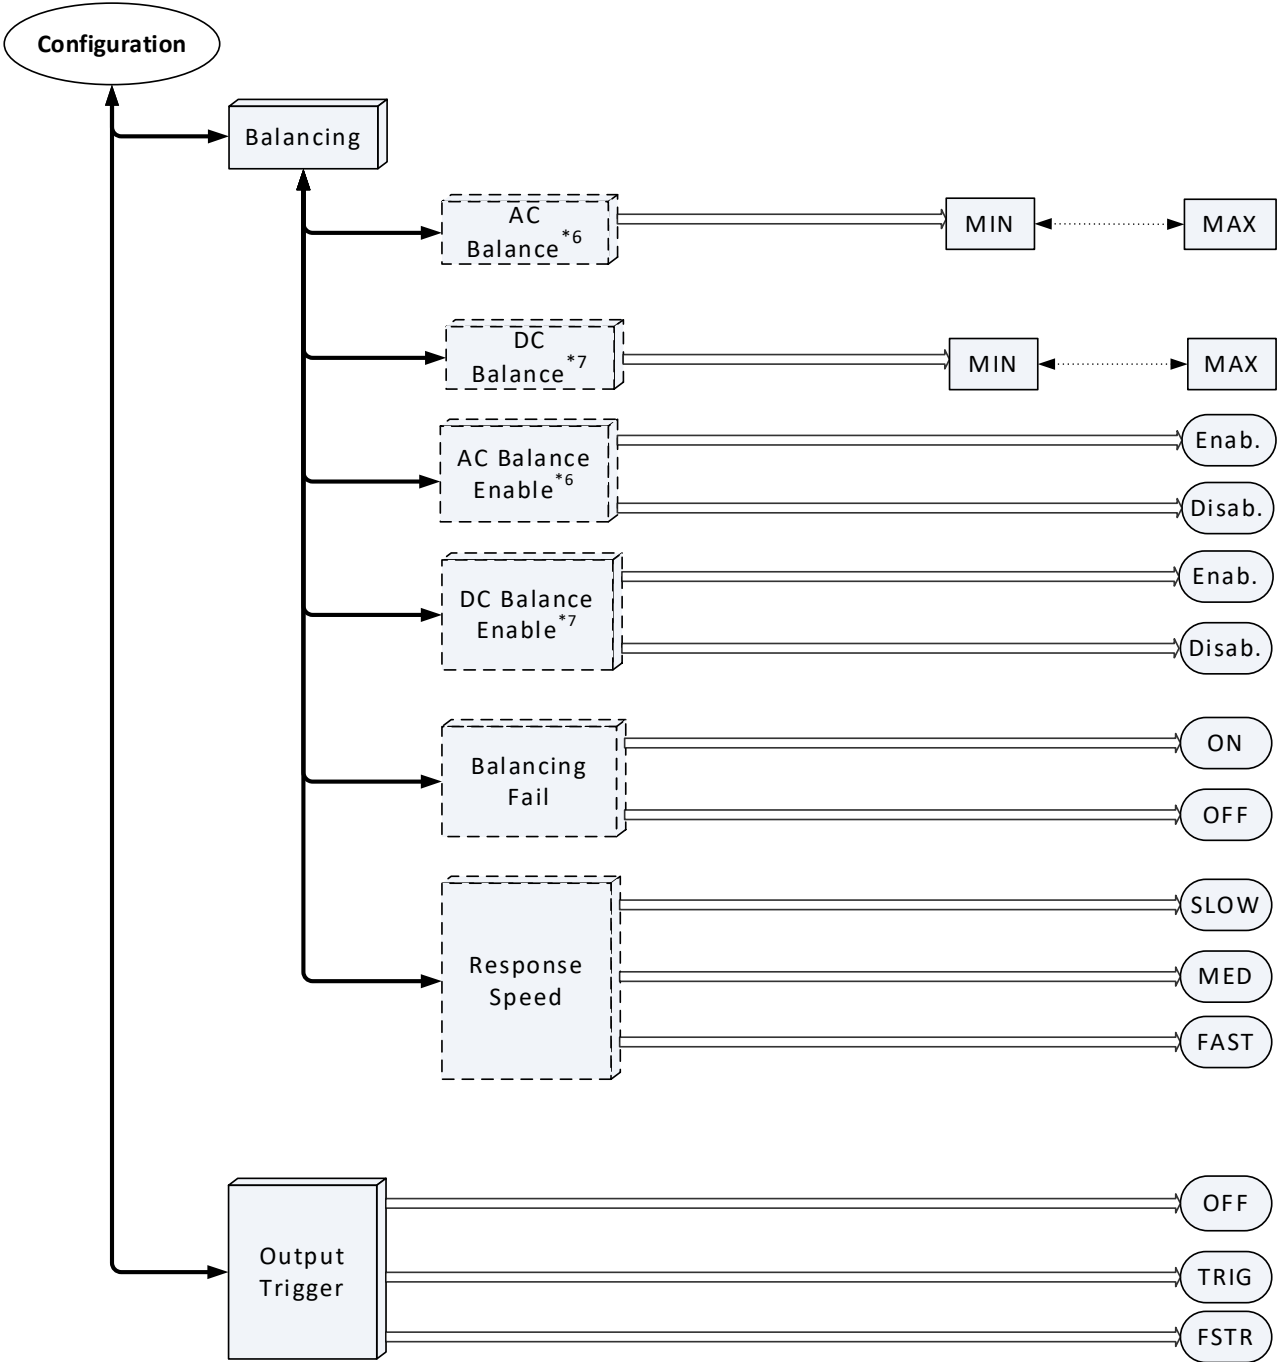 Configuration
Balancing
AC
Balance*6
MIN
MAX
DC
Balance*7
MIN
MAX
AC Balance
Enable*6
Enab.
Disab.
DC Balance
Enable*7
Enab.
Disab.
Balancing
Fail
ON
OFF
Response
Speed
SLOW
MED
FAST
Output
Trigger
OFF
TRIG
FSTR